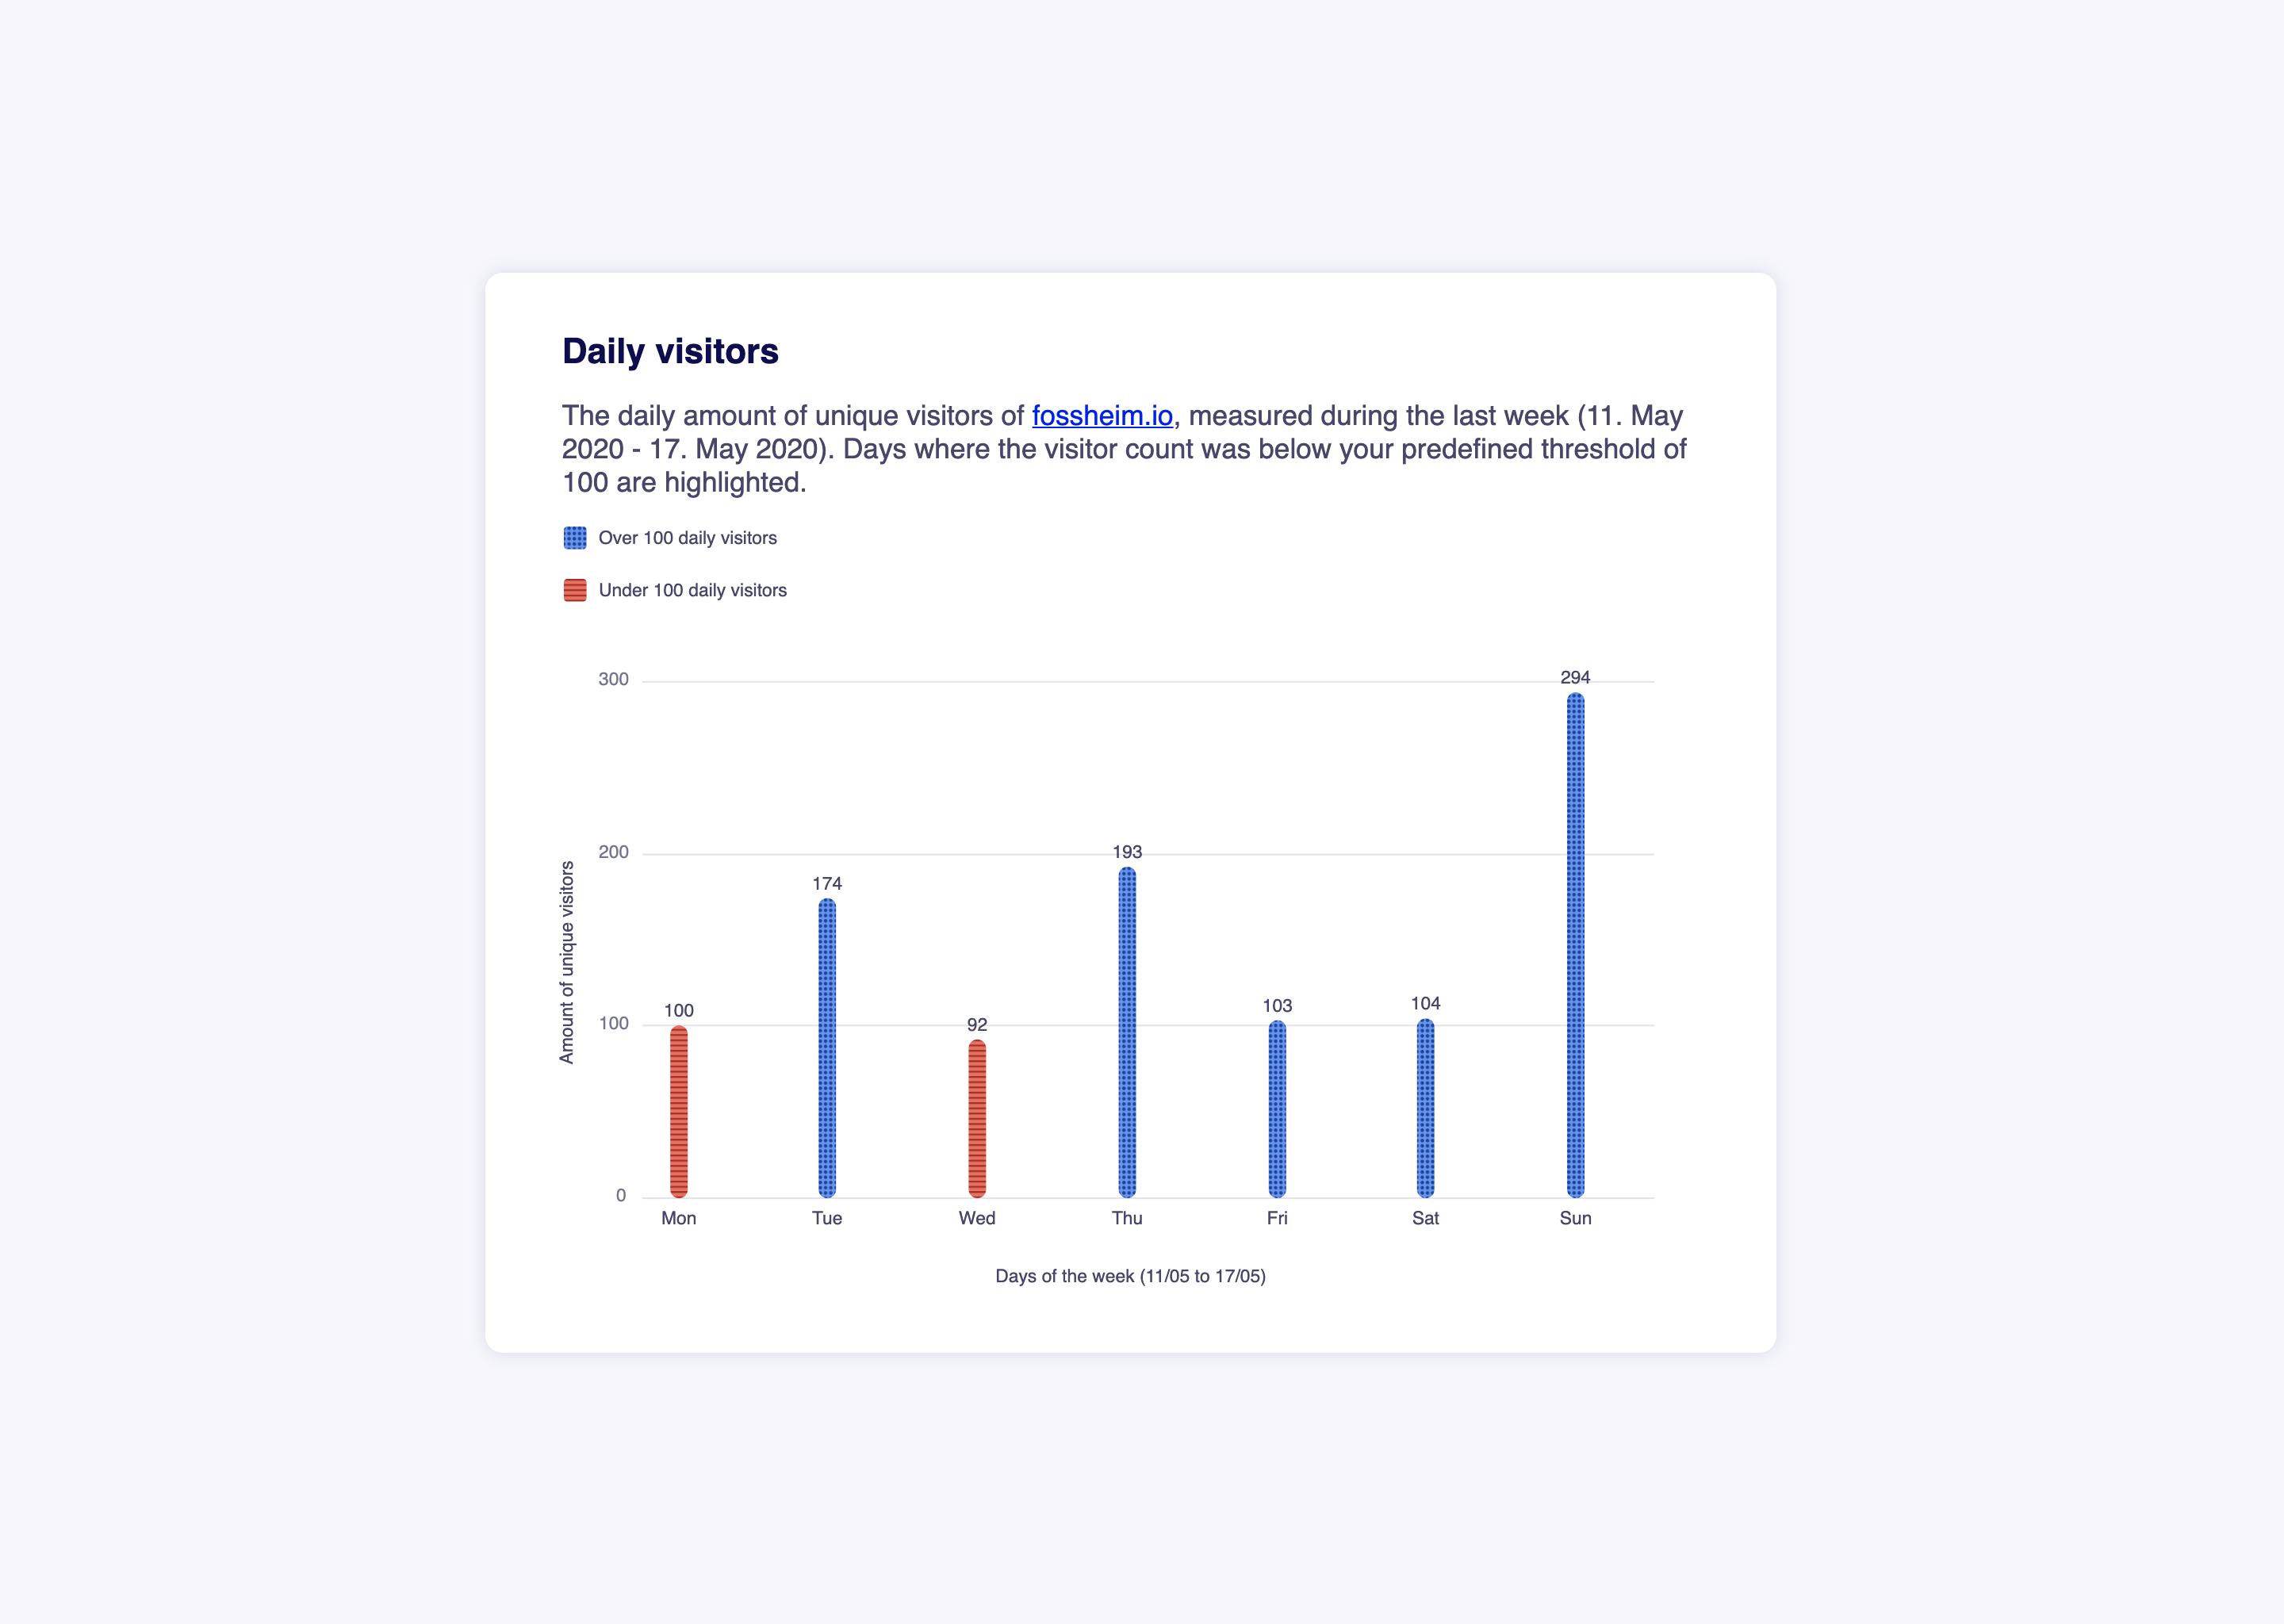 Daily visitors
The daily amount of unique visitors of fossheim.io, measured during the last week (11. May
2020 - 17. May 2020). Days where the visitor count was below your predefined threshold of
100 are highlighted.
Over 100 daily visitors
Under 100 daily visitors
Amount of unique visitors
300
200
100
0
100
174
92
193
103
104
294
Mon
Tue
Wed
Thu
Fri
Sat
Sun
Days of the week (11/05 to 17/05)